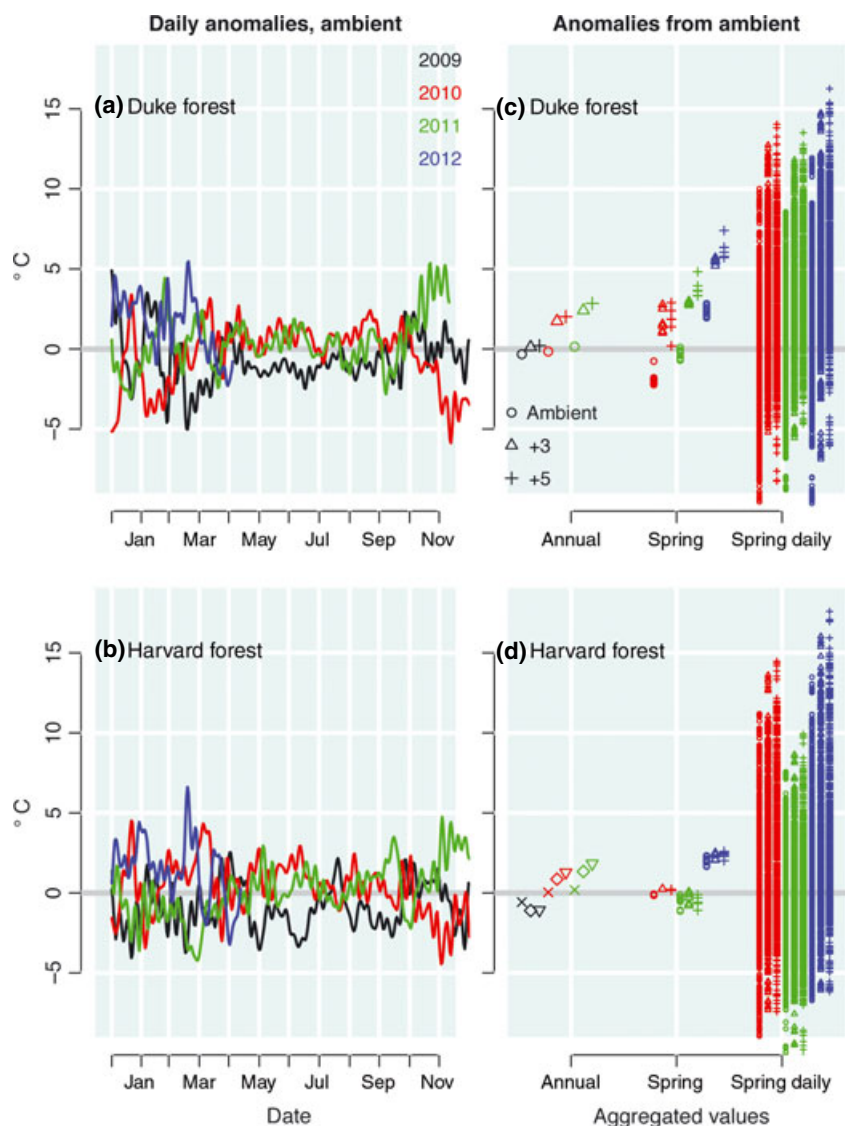 Daily anomalies, ambient
Anomalies from ambient
(a) Duke forest
2009
2010
2011
2012
°C
15
10
5
0
−5
Jan Mar May Jul Sep Nov
(c) Duke forest
Ambient
+3
+5
Annual Spring Spring daily
(b) Harvard forest
°C
15
10
5
0
−5
Jan Mar May Jul Sep Nov
Date
(d) Harvard forest
Annual Spring Spring daily
Aggregated values